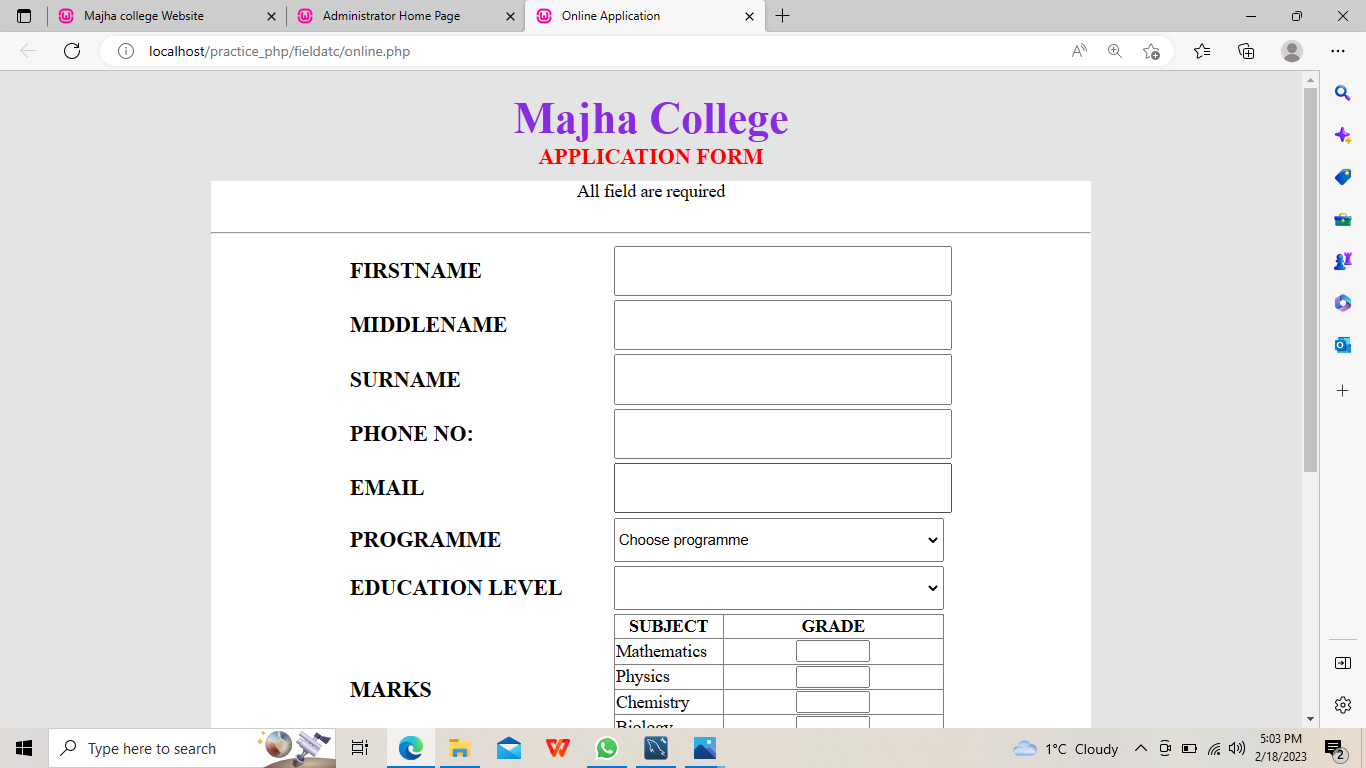 Majha college Website
Administrator Home Page
Online Application
localhost/practice_php/fieldatc/online.php
Majha College
APPLICATION FORM
All field are required
FIRSTNAME
MIDDLENAME
SURNAME
PHONE NO:
EMAIL
PROGRAMME Choose programme
EDUCATION LEVEL
SUBJECT GRADE
Mathematics
Physics
MARKS
Chemistry
Biology
Type here to search
1°C Cloudy
5:03 PM
2/18/2023
2